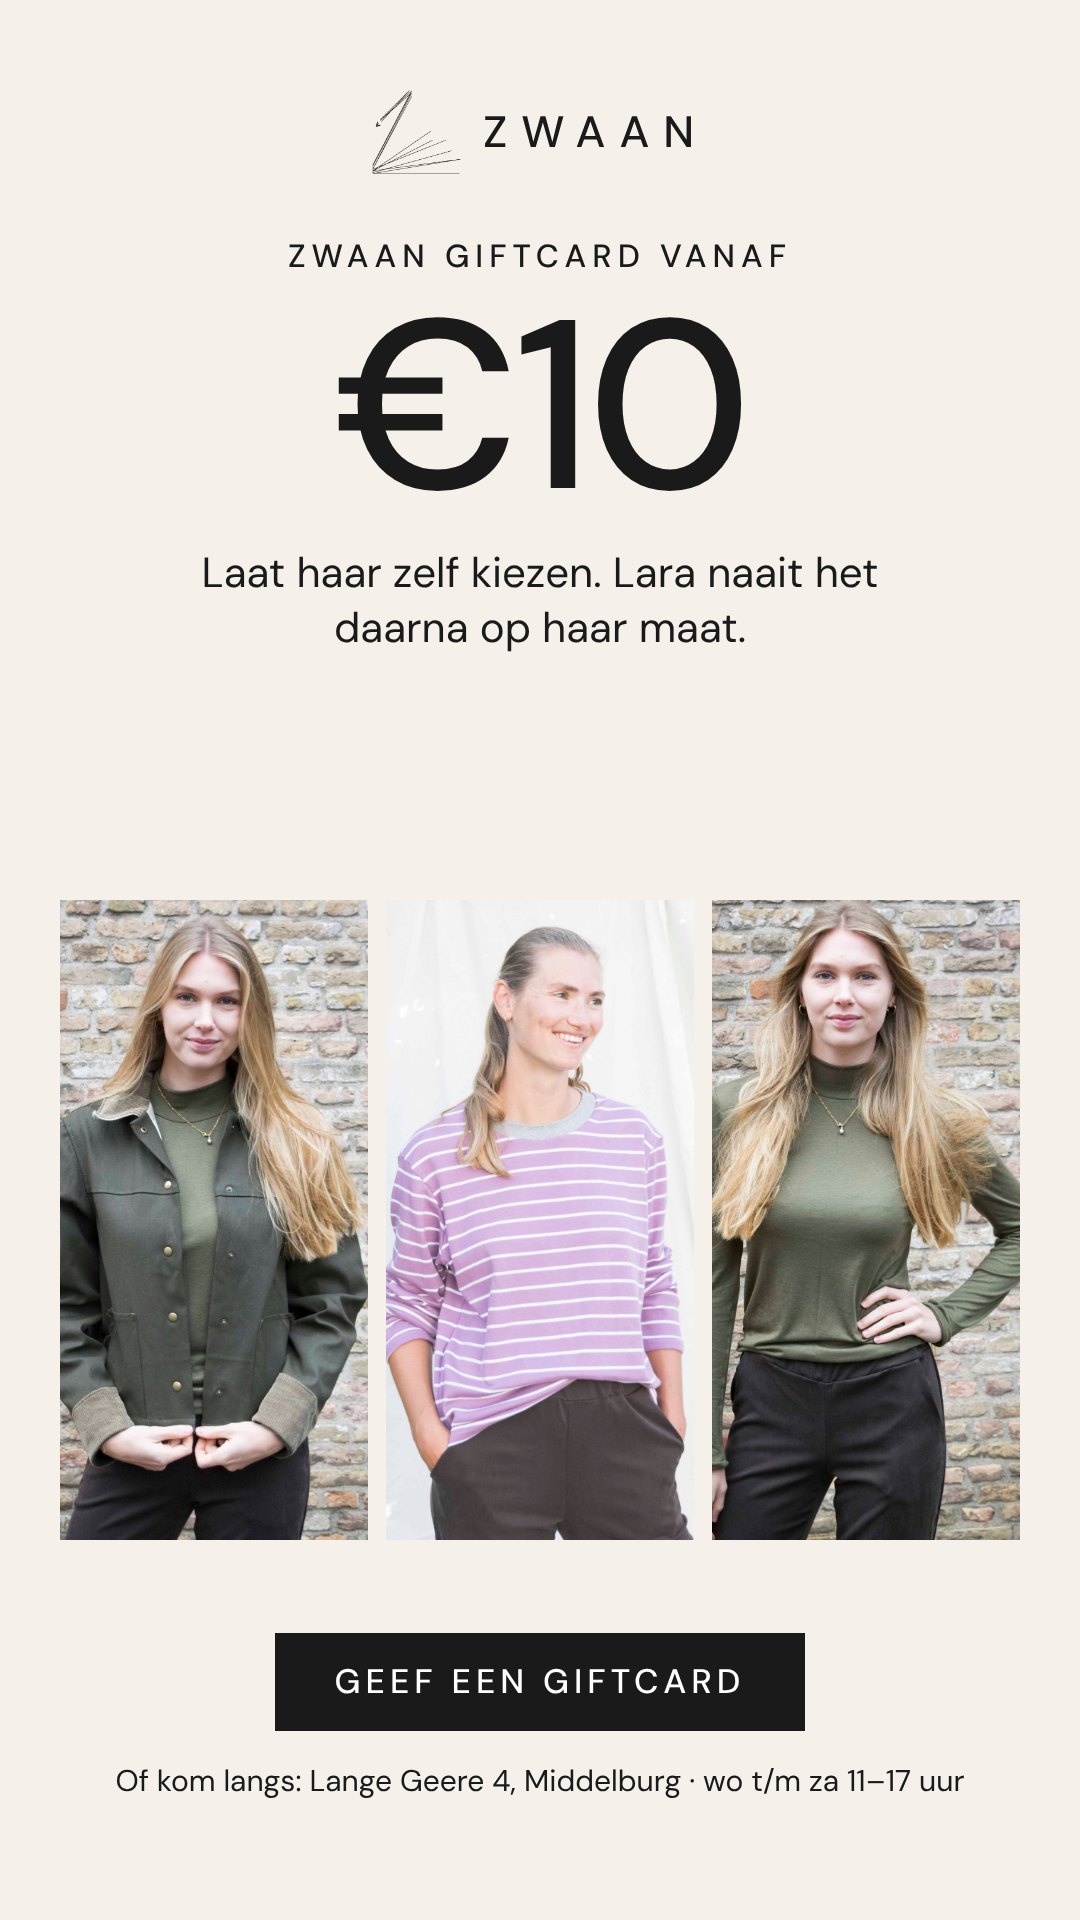 ZWAAN
ZWAAN GIFTCARD VANAF
€10
Laat haar zelf kiezen. Lara naait het
daarna op haar maat.
GEEF EEN GIFTCARD
Of kom langs: Lange Geere 4, Middelburg · wo t/m za 11–17 uur